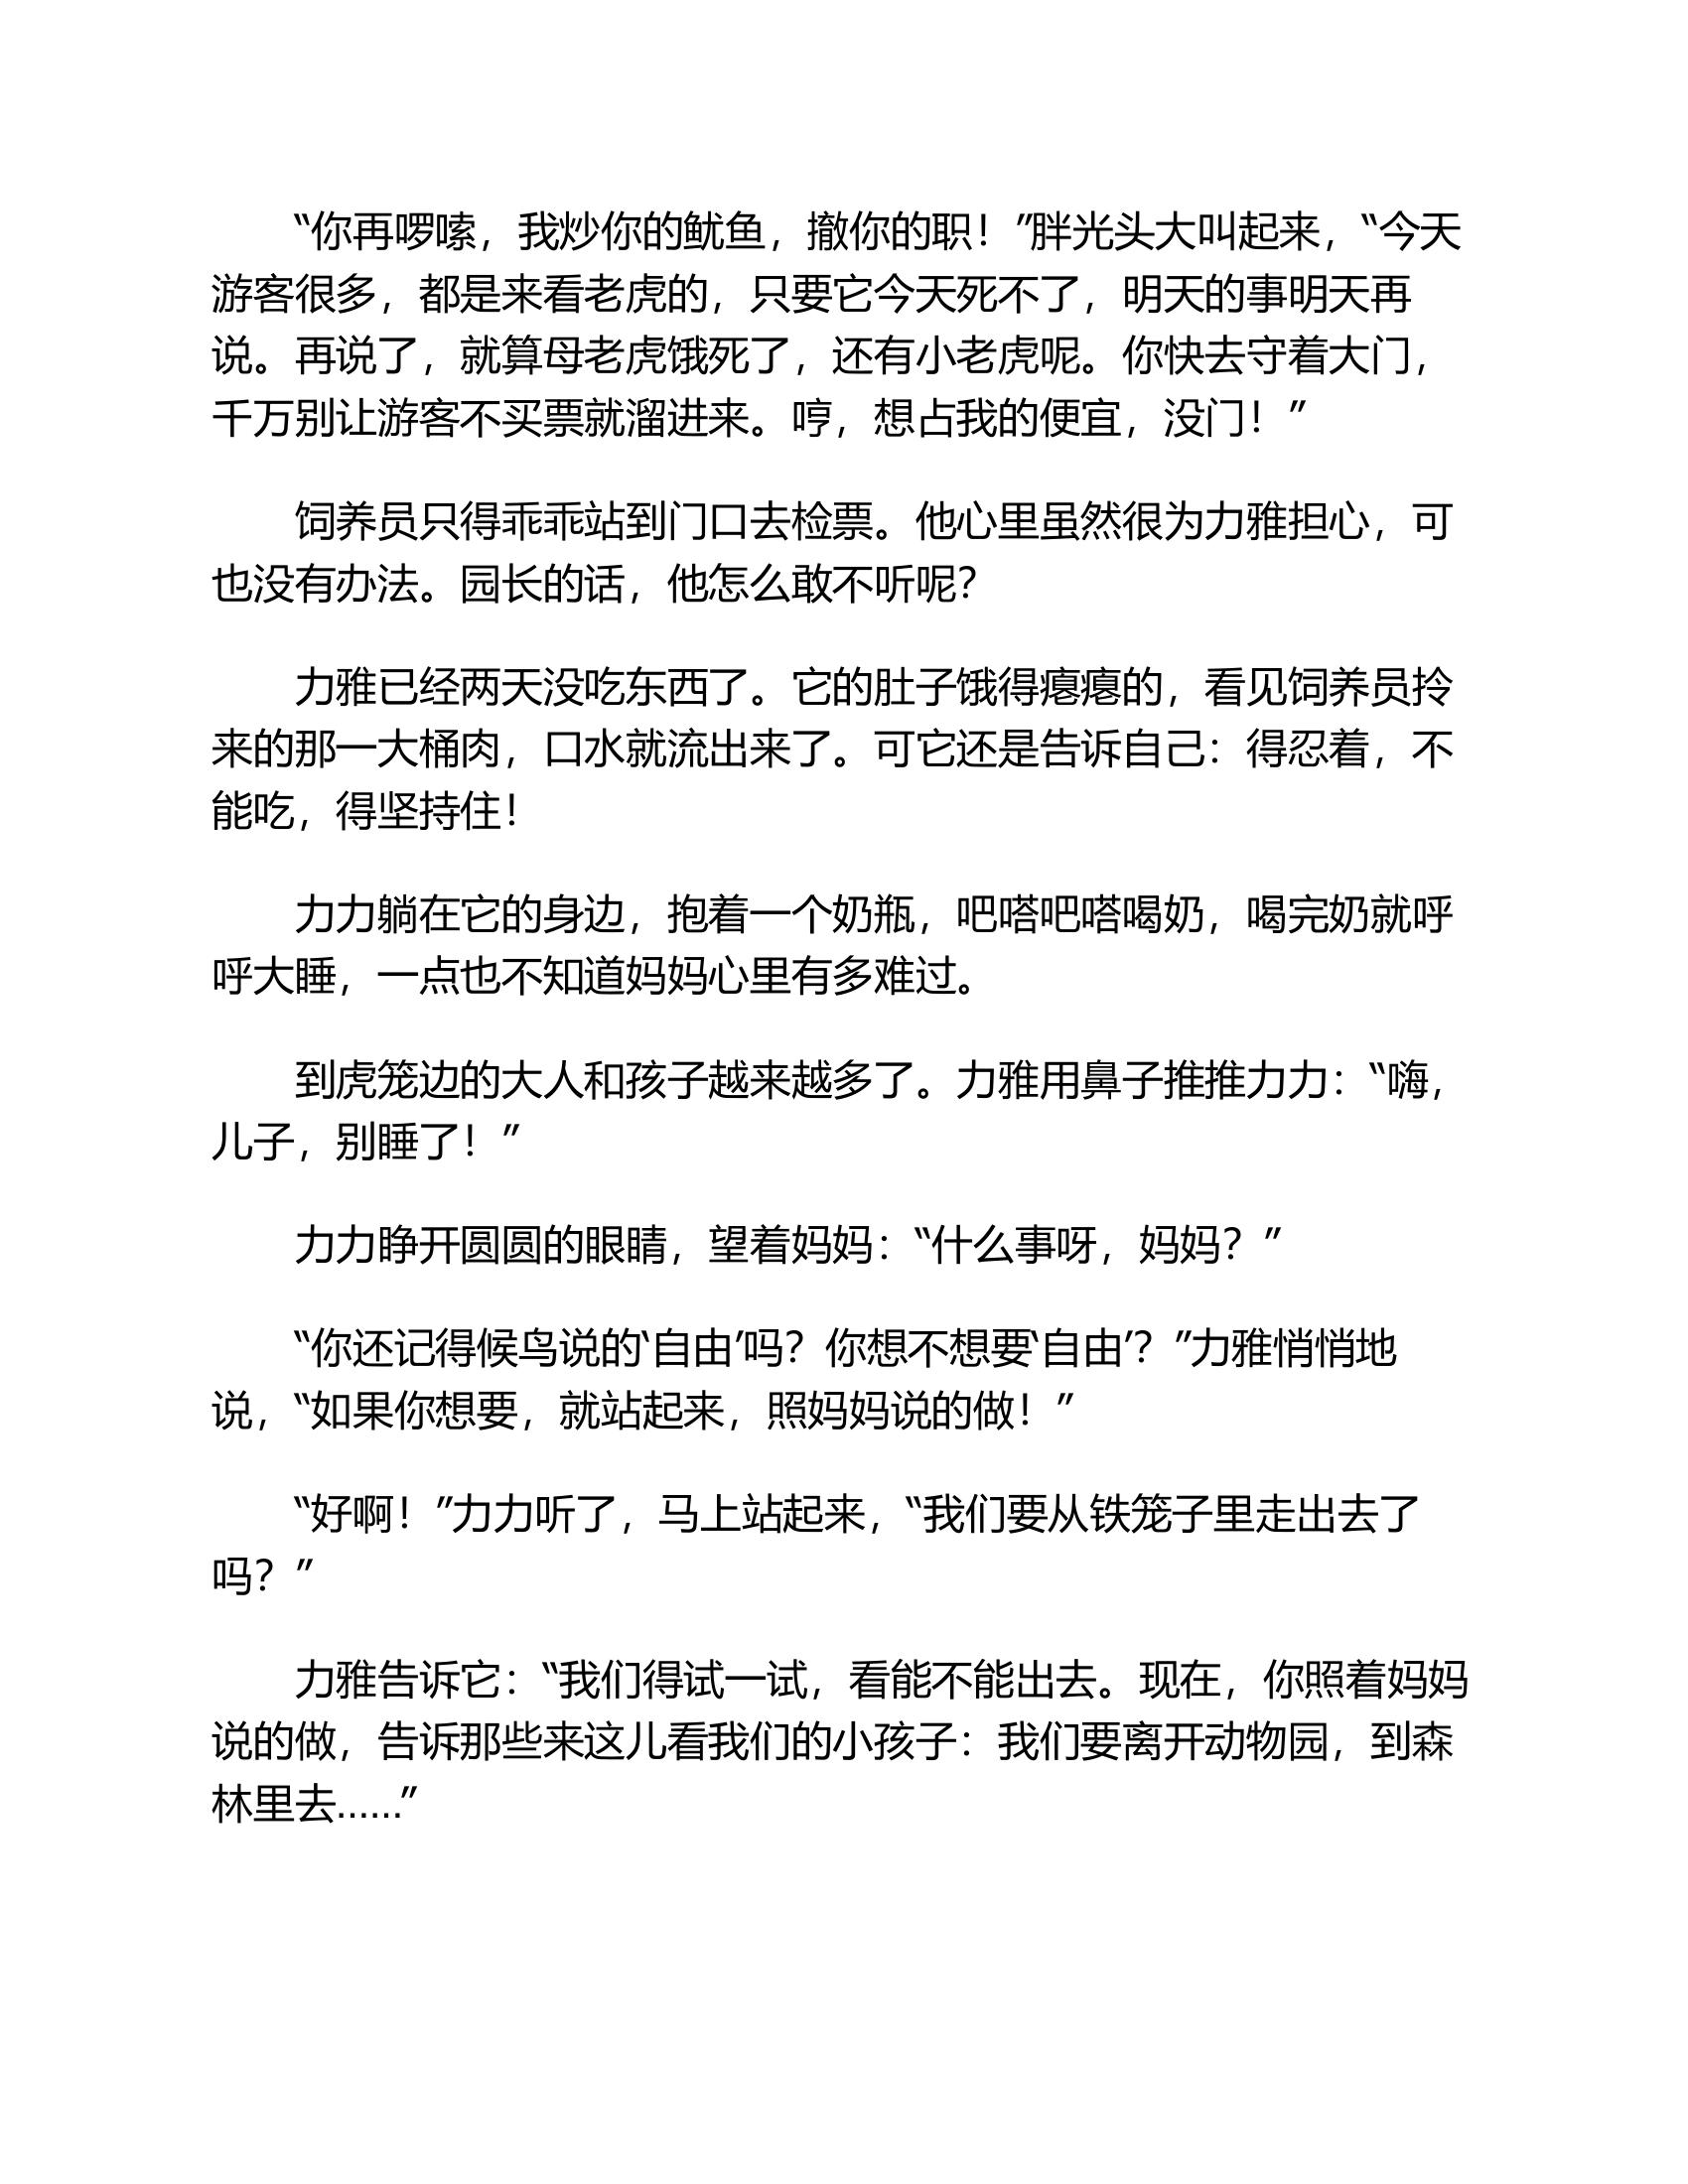 “你再啰嗦，我炒你的鱿鱼，撤你的职！”胖光头大叫起来，“今天
游客很多，都是来看老虎的，只要它今天死不了，明天的事明天再
说。再说了，就算母老虎饿死了，还有小老虎呢。你快去守着大门，
千万别让游客不买票就溜进来。哼，想占我的便宜，没门！”
饲养员只得乖乖站到门口去检票。他心里虽然很为力雅担心，可
也没有办法。园长的话，他怎么敢不听呢？
力雅已经两天没吃东西了。它的肚子饿得瘪瘪的，看见饲养员拎
来的那一大桶肉，口水就流出来了。可它还是告诉自己：得忍着，不
能吃，得坚持住！
力力躺在它的身边，抱着一个奶瓶，吧嗒吧嗒喝奶，喝完奶就呼
呼大睡，一点也不知道妈妈心里有多难过。
到虎笼边的大人和孩子越来越多了。力雅用鼻子推推力力：“嗨，
儿子，别睡了！”
力力睁开圆圆的眼睛，望着妈妈：“什么事呀，妈妈？”
“你还记得候鸟说的‘自由’吗？你想不想要‘自由’？”力雅悄悄地
说，“如果你想要，就站起来，照妈妈说的做！”
“好啊！”力力听了，马上站起来，“我们要从铁笼子里走出去了
吗？”
力雅告诉它：“我们得试一试，看能不能出去。现在，你照着妈妈
说的做，告诉那些来这儿看我们的小孩子：我们要离开动物园，到森
林里去……”